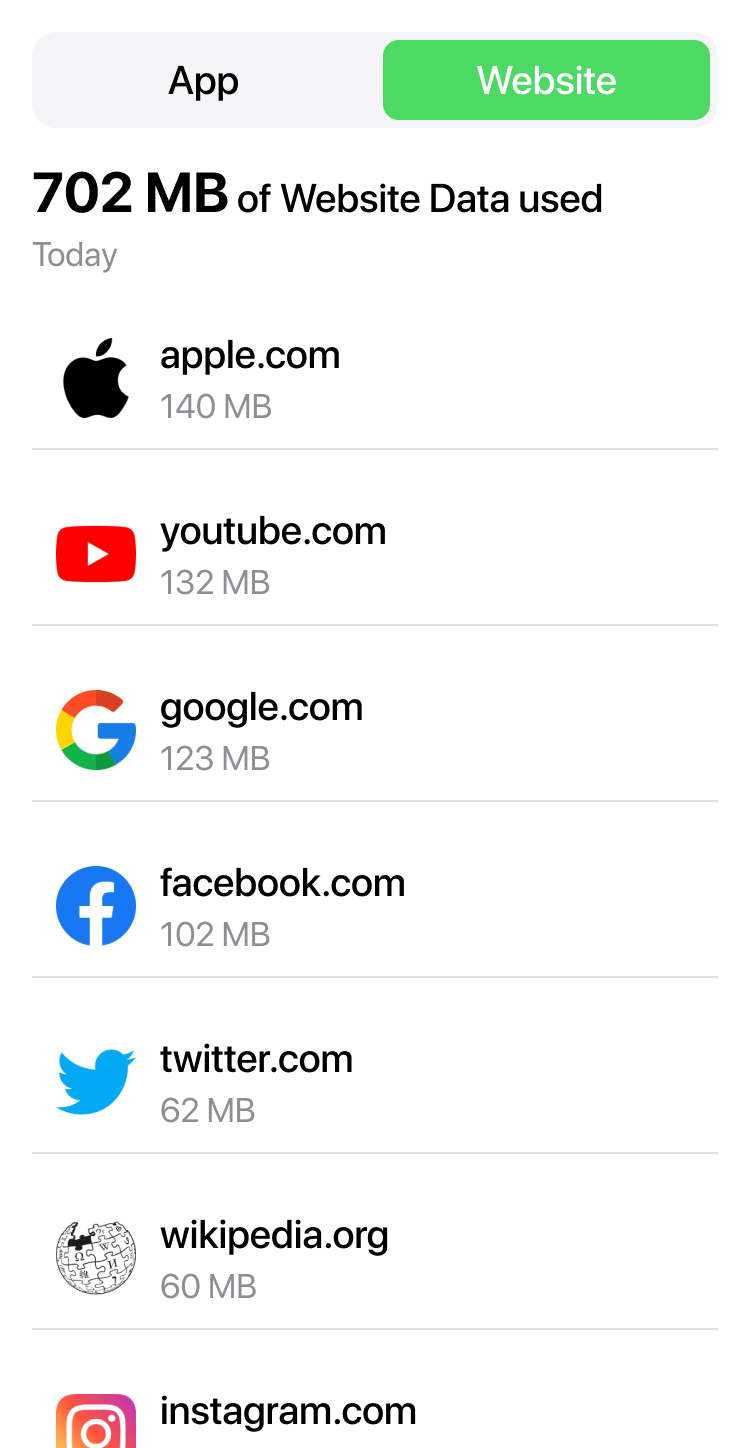 App
Website
702 MB of Website Data used
Today
apple.com
140 MB
youtube.com
132 MB
google.com
123 MB
facebook.com
102 MB
twitter.com
62 MB
wikipedia.org
60 MB
instagram.com